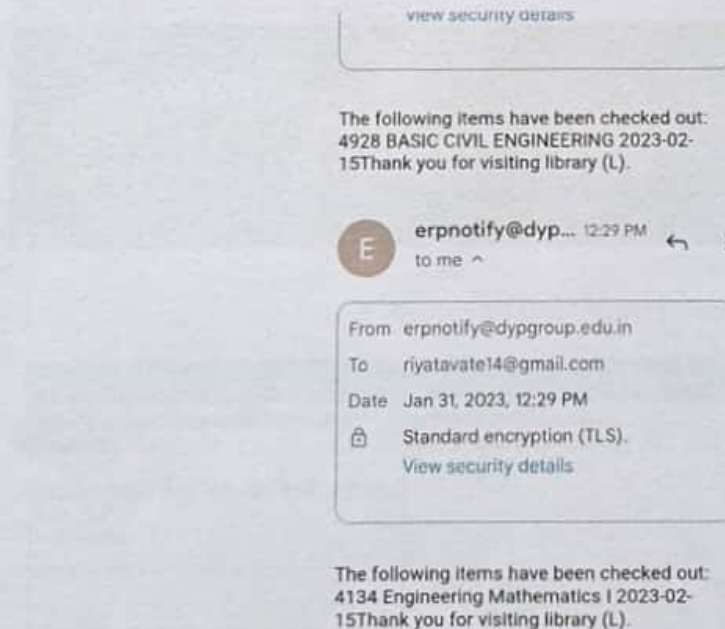 View security details
The following items have been checked out:
4928 BASIC CIVIL ENGINEERING 2023-02-
15Thank you for visiting library (L).
E
erpnotify@dyp... 12:29 PM
to me
From erpnotify@dypgroup.edu.in
To riyatavate14@gmail.com
Date Jan 31, 2023, 12:29 PM
Standard encryption (TLS).
View security details
The following items have been checked out:
4134 Engineering Mathematics I 2023-02-
15Thank you for visiting library (L).